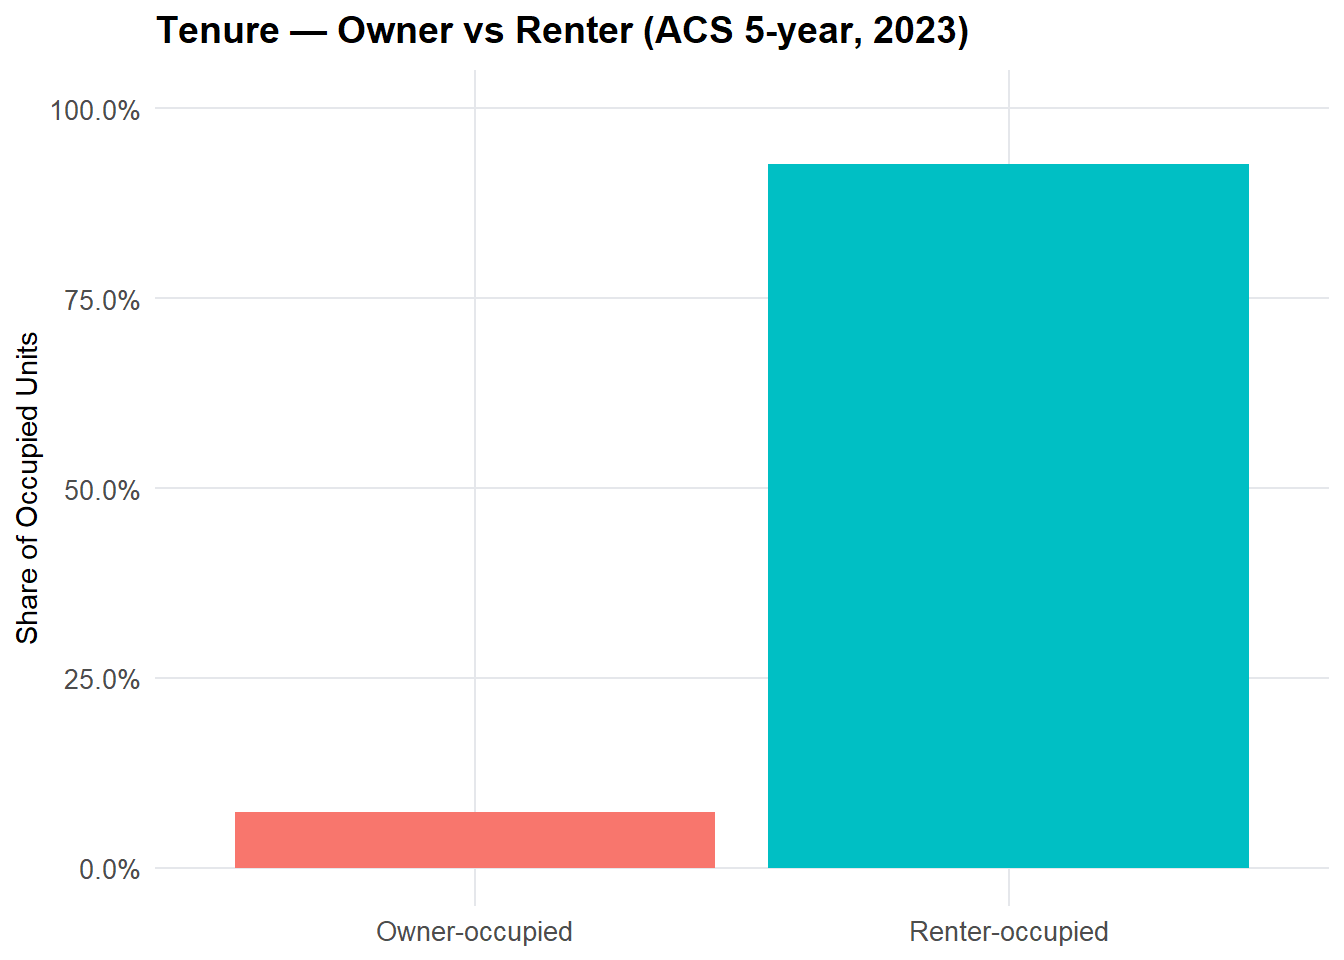 Tenure — Owner vs Renter (ACS 5-year, 2023)
100.0%
75.0%
50.0%
25.0%
0.0%
Share of Occupied Units
Owner-occupied
Renter-occupied